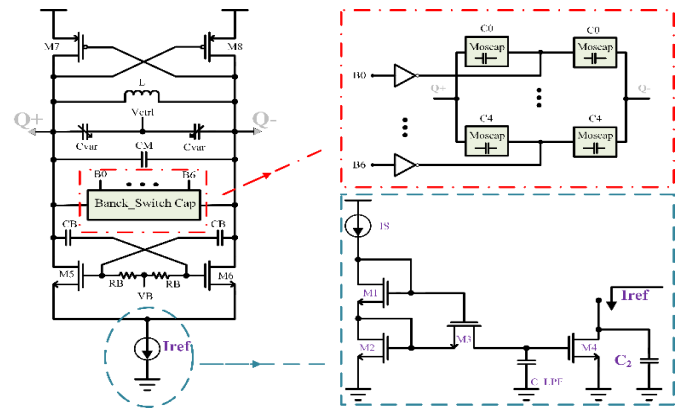 M7
M8
L
Vctrl
Q+
Q-
Cvar
Cvar
CM
B0
B6
Banck_Switch Cap
CB
CB
M5
M6
RB
RB
VB
Iref
C0
C0
Moscap
Moscap
B0
Q+
Q-
C4
C4
Moscap
Moscap
B6
IS
M1
M2
M3
M4
Iref
C_LPF
C2